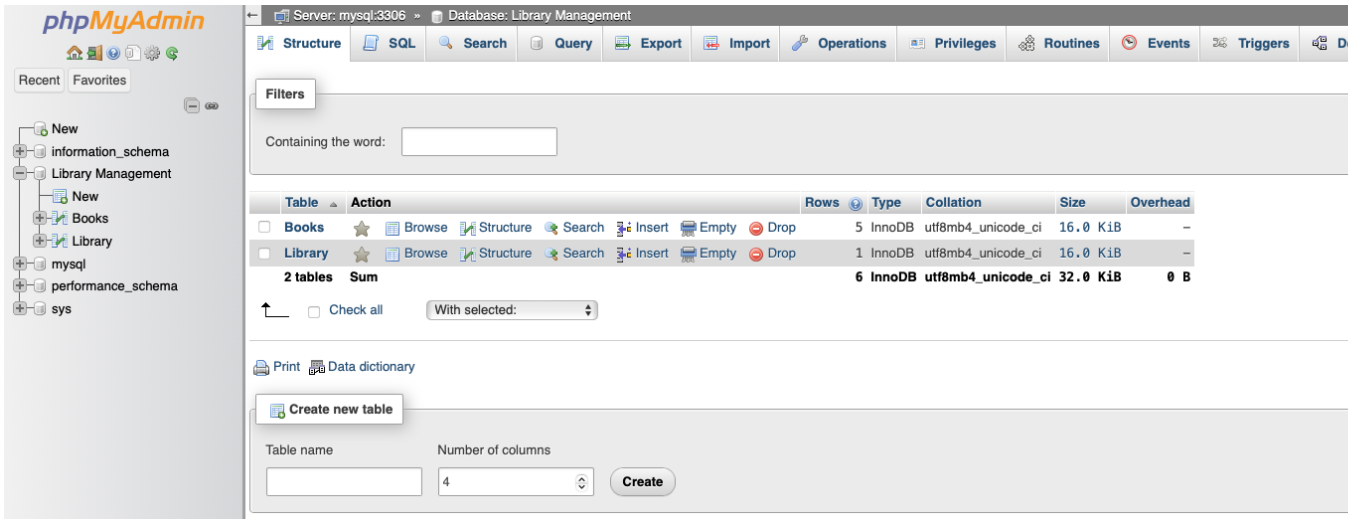 phpMyAdmin
Recent Favorites
New
information_schema
Library Management
New
Books
Library
mysql
performance_schema
sys
Server: mysql:3306 » Database: Library Management
Structure SQL Search Query Export Import Operations Privileges Routines Events Triggers
Filters
Containing the word:
Table Action Rows Type Collation Size Overhead
Books Browse Structure Search Insert Empty Drop 5 InnoDB utf8mb4_unicode_ci 16.0 KiB –
Library Browse Structure Search Insert Empty Drop 1 InnoDB utf8mb4_unicode_ci 16.0 KiB –
2 tables Sum 6 InnoDB utf8mb4_unicode_ci 32.0 KiB 0 B
Check all With selected:
Print Data dictionary
Create new table
Table name Number of columns
4 Create